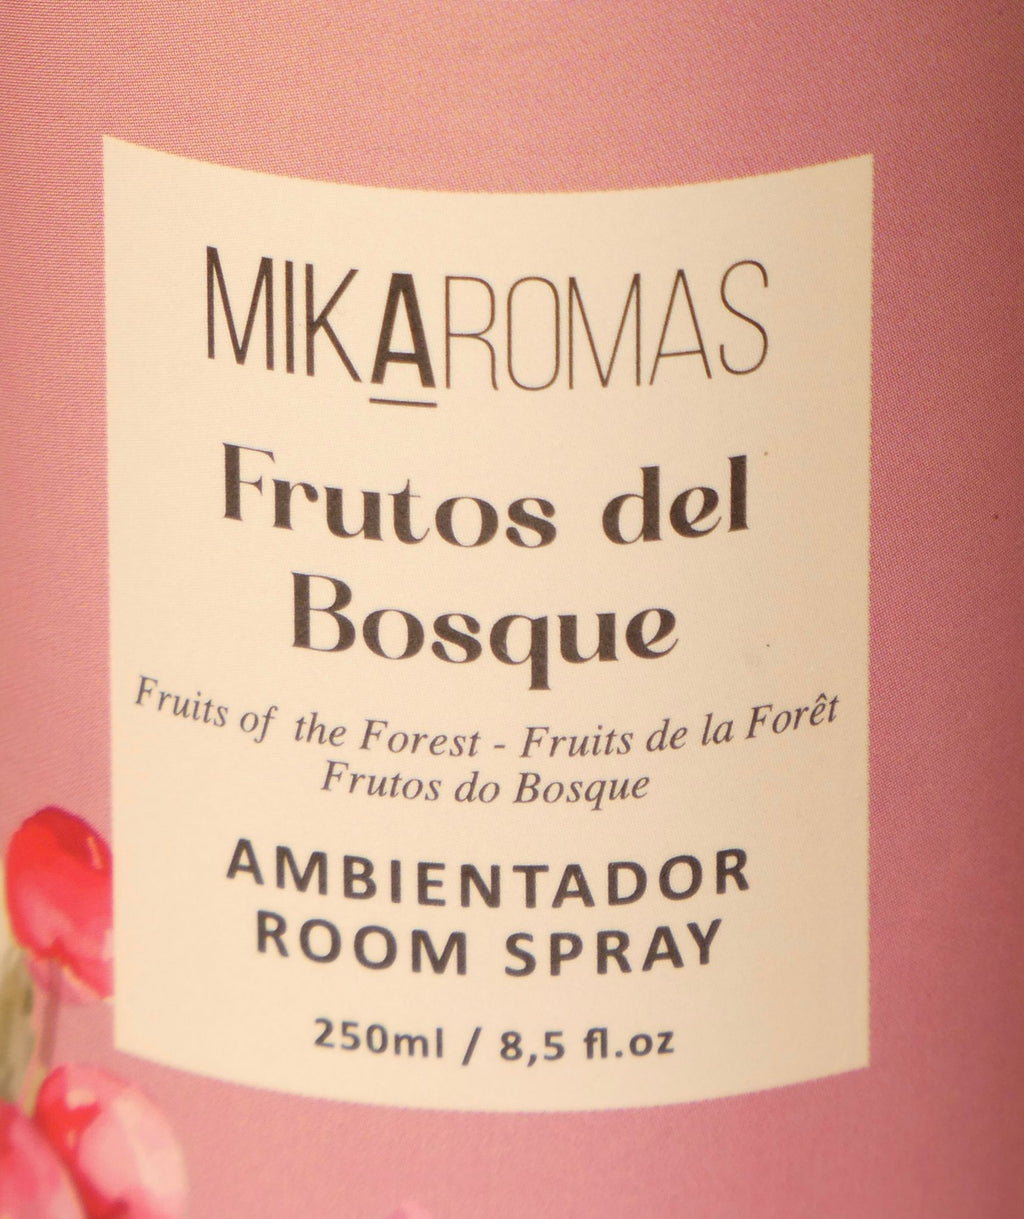 MIKAROMAS
Frutos del
Bosque
Fruits of the Forest - Fruits de la Forêt
Frutos do Bosque
AMBIENTADOR
ROOM SPRAY
250ml / 8,5 fl.oz